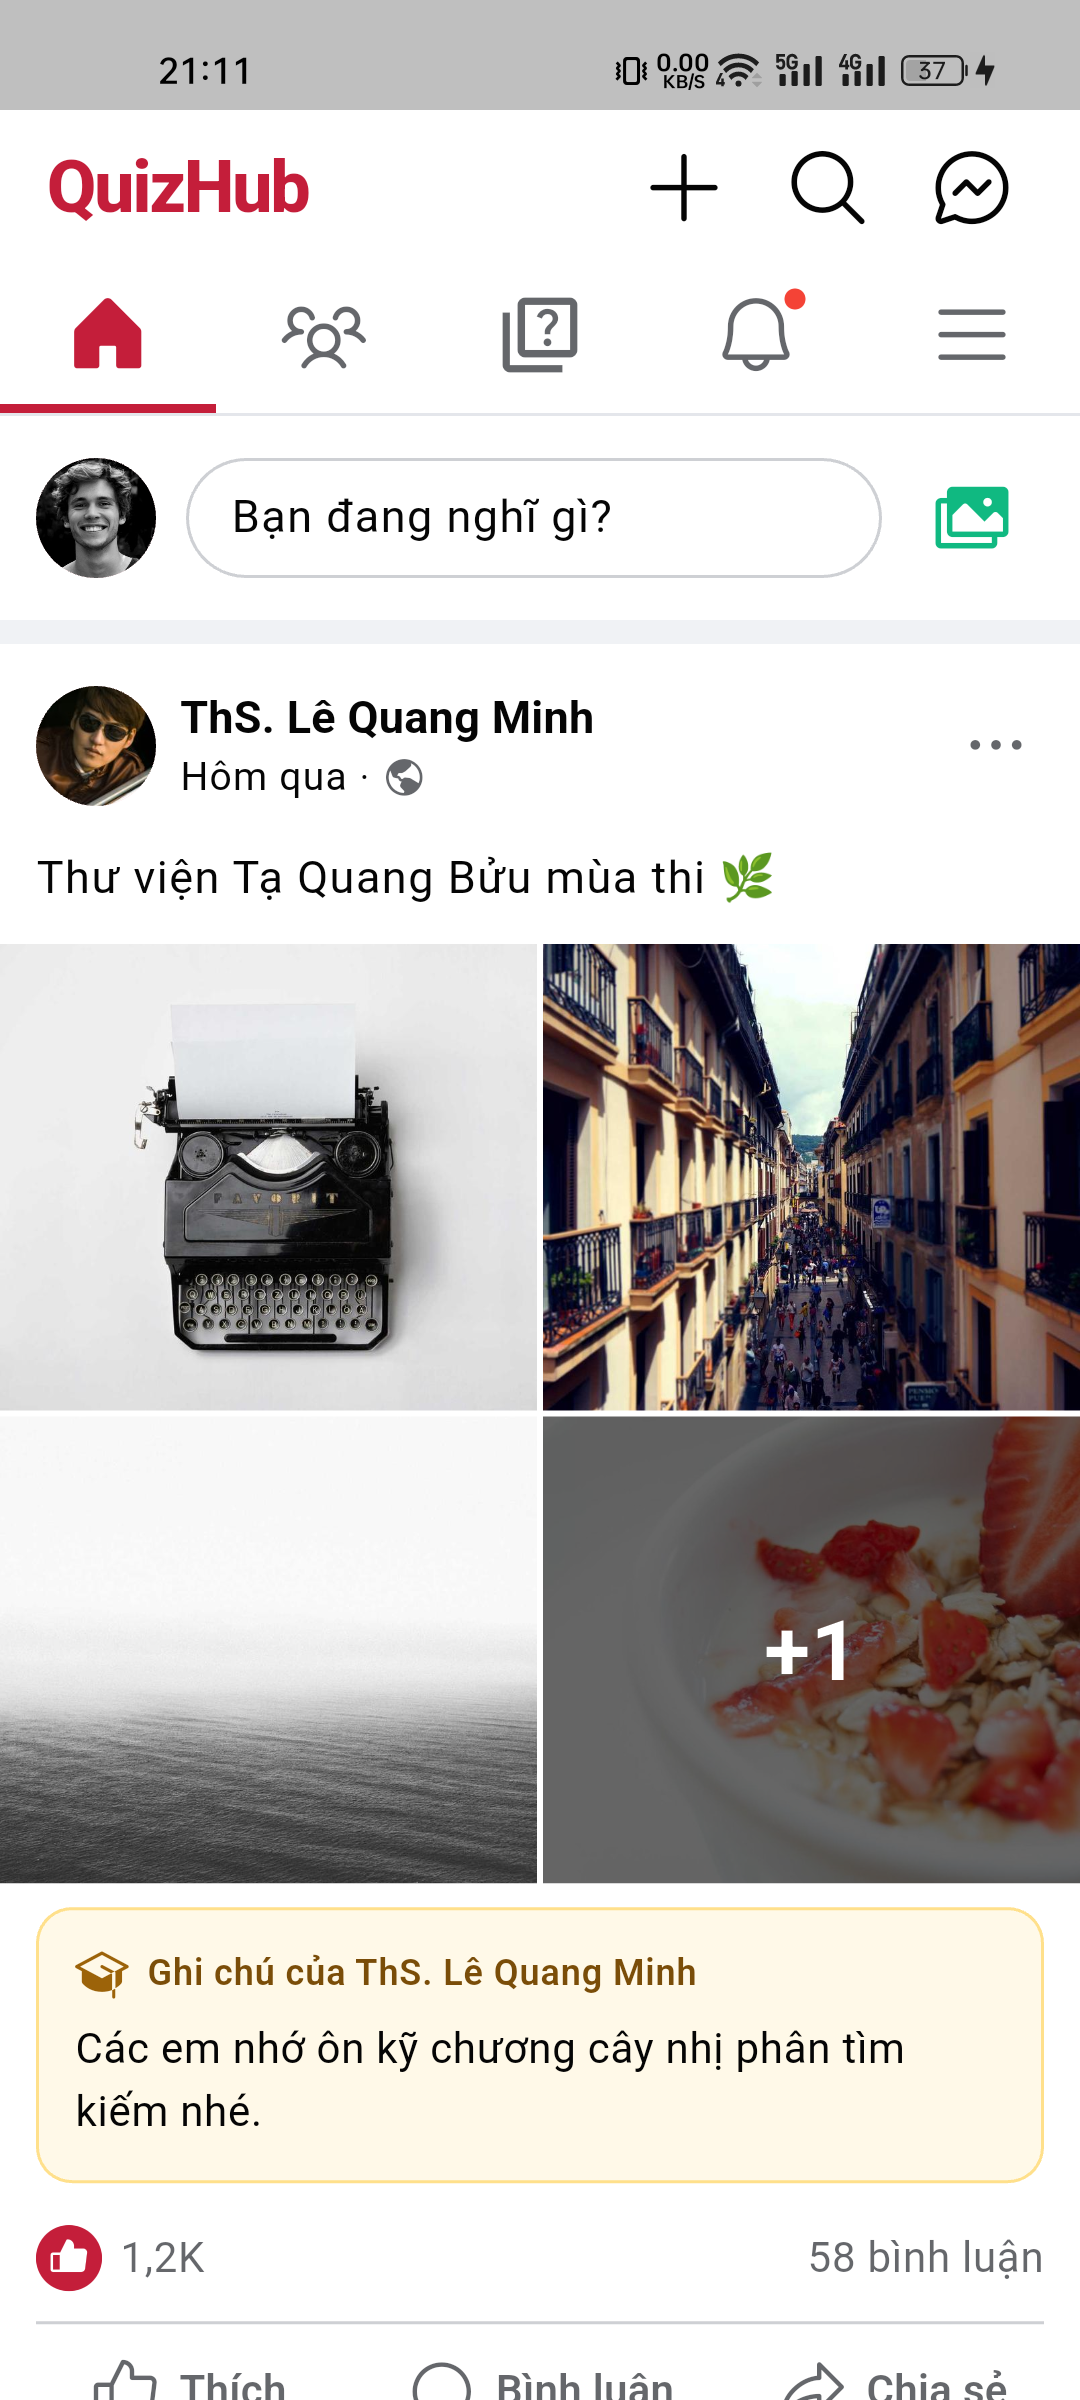 21:11
0.00 KB/S
4
5G
4G
37
QuizHub
Bạn đang nghĩ gì?
ThS. Lê Quang Minh
Hôm qua ·
Thư viện Tạ Quang Bửu mùa thi 🌿
FAVORIT
+1
Ghi chú của ThS. Lê Quang Minh
Các em nhớ ôn kỹ chương cây nhị phân tìm
kiếm nhé.
1,2K
58 bình luận
Thích
Bình luận
Chia sẻ